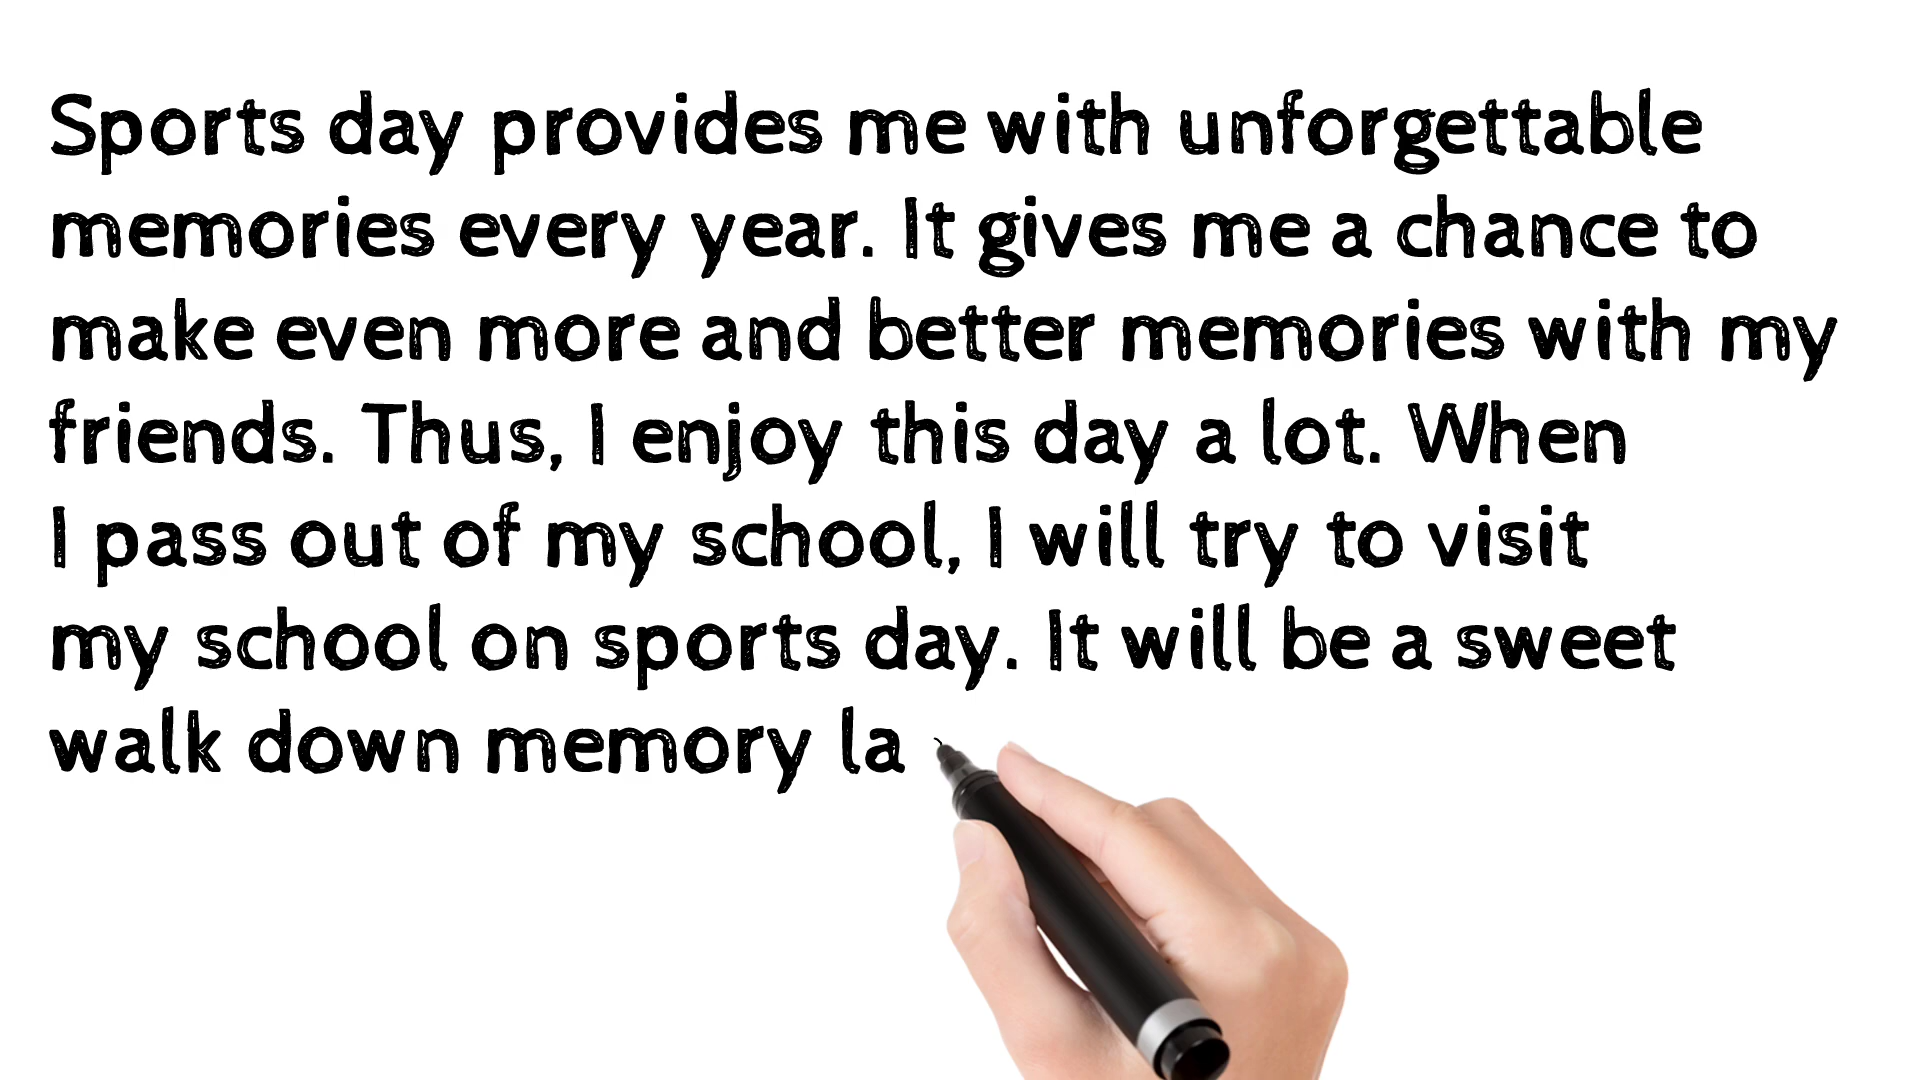 Sports day provides me with unforgettable
memories every year. It gives me a chance to
make even more and better memories with my
friends. Thus, I enjoy this day a lot. When
I pass out of my school, I will try to visit
my school on sports day. It will be a sweet
walk down memory la